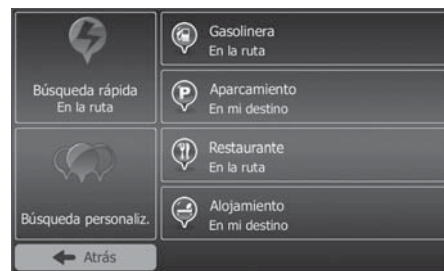 Búsqueda rápida
En la ruta
Búsqueda personaliz.
Atrás
Gasolinera
En la ruta
P
Aparcamiento
En mi destino
Restaurante
En la ruta
Alojamiento
En mi destino